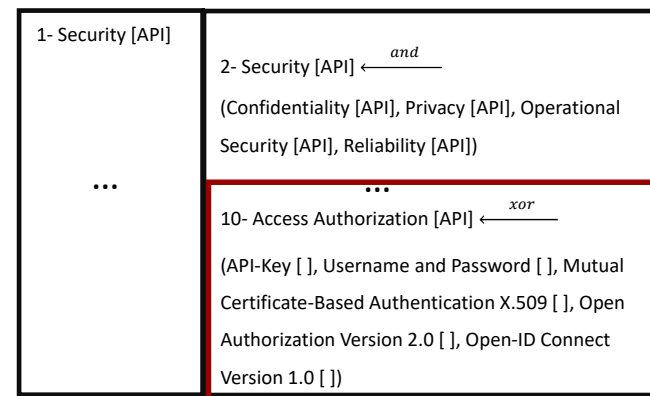 1- Security [API]
...
2- Security [API] ⟵ and
(Confidentiality [API], Privacy [API], Operational
Security [API], Reliability [API])
...
10- Access Authorization [API] ⟵ xor
(API-Key [ ], Username and Password [ ], Mutual
Certificate-Based Authentication X.509 [ ], Open
Authorization Version 2.0 [ ], Open-ID Connect
Version 1.0 [ ])